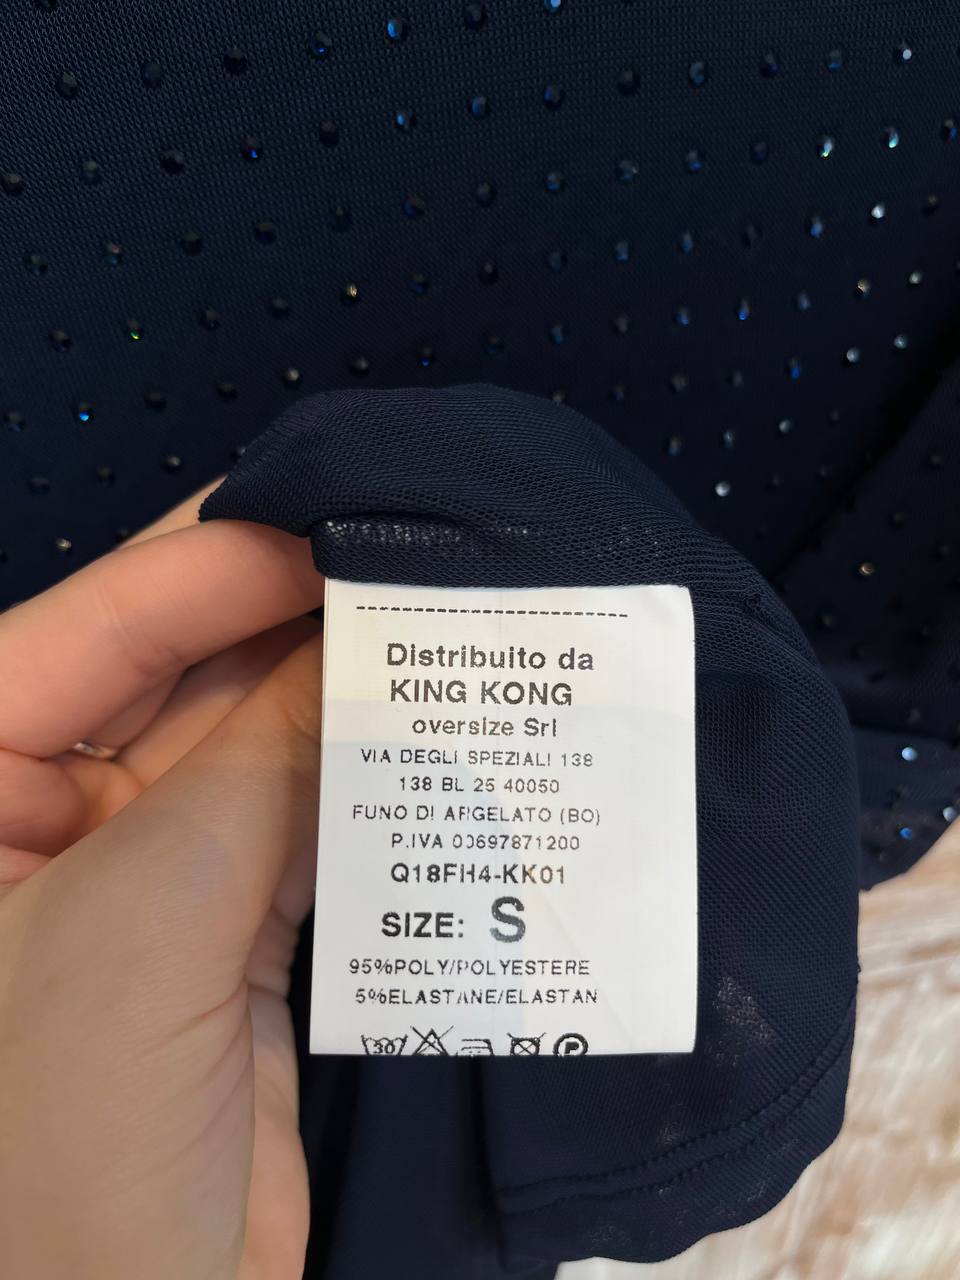 Distribuito da
KING KONG
oversize Srl
VIA DEGLI SPEZIALI 138
138 BL 25 40050
FUNO DI ARGELATO (BO)
P.IVA 00697871200
Q18FH4-KK01
SIZE: S
95%POLY/POLYESTERE
5%ELASTANE/ELASTAN
30 P